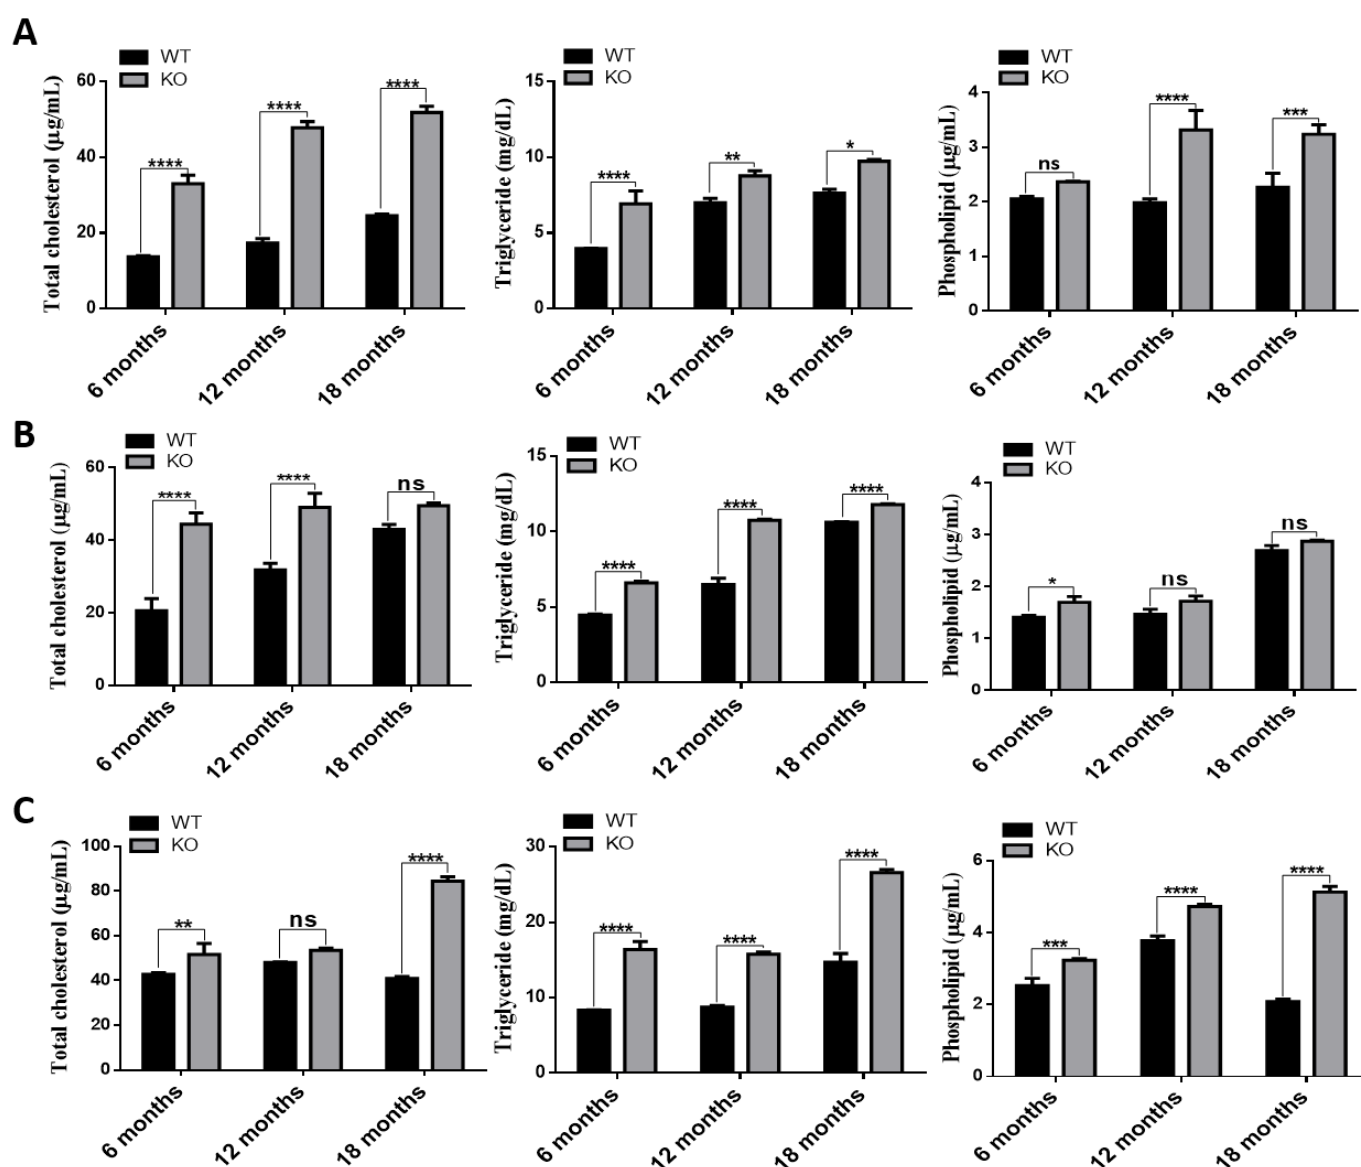 A
WT
KO
Total cholesterol (μg/mL)
60
40
20
0
****
****
****
6 months
12 months
18 months
WT
KO
Triglyceride (mg/dL)
15
10
5
0
****
**
*
6 months
12 months
18 months
WT
KO
Phospholipid (μg/mL)
4
3
2
1
0
ns
****
***
6 months
12 months
18 months
B
WT
KO
Total cholesterol (μg/mL)
60
40
20
0
****
****
ns
6 months
12 months
18 months
WT
KO
Triglyceride (mg/dL)
15
10
5
0
****
****
****
6 months
12 months
18 months
WT
KO
Phospholipid (μg/mL)
4
3
2
1
0
*
ns
ns
6 months
12 months
18 months
C
WT
KO
Total cholesterol (μg/mL)
100
80
60
40
20
0
**
ns
****
6 months
12 months
18 months
WT
KO
Triglyceride (mg/dL)
30
20
10
0
****
****
****
6 months
12 months
18 months
WT
KO
Phospholipid (μg/mL)
6
4
2
0
***
****
****
6 months
12 months
18 months